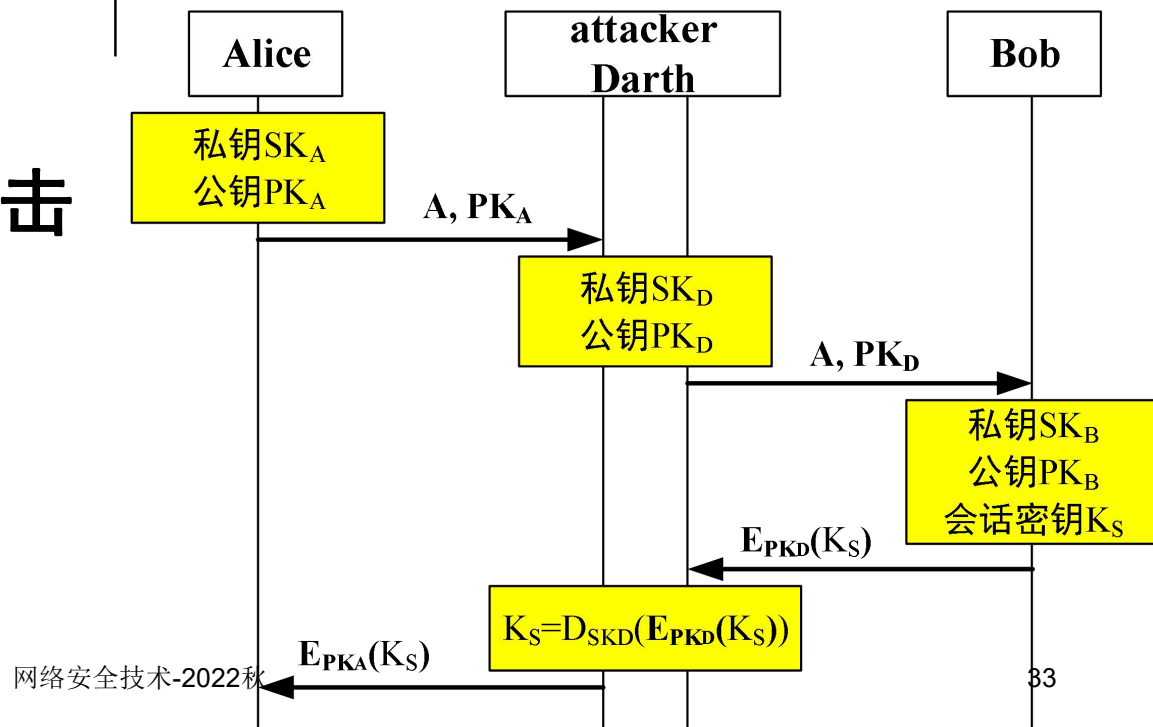 Alice
attacker
Darth
Bob
私钥SKA
公钥PKA
击
A, PKA
私钥SKD
公钥PKD
A, PKD
私钥SKB
公钥PKB
会话密钥KS
EPKD(KS)
KS=DSKD(EPKD(KS))
EPKA(KS)
网络安全技术-2022秋
33